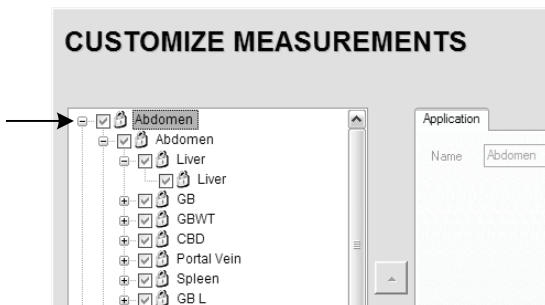 CUSTOMIZE MEASUREMENTS
Abdomen
Abdomen
Liver
Liver
GB
GBWT
CBD
Portal Vein
Spleen
GB L
Application
Name Abdomen